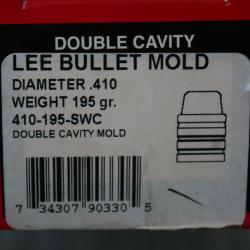 DOUBLE CAVITY
LEE BULLET MOLD
DIAMETER .410
WEIGHT 195 gr.
410-195-SWC
DOUBLE CAVITY MOLD
7 34307 90330 5